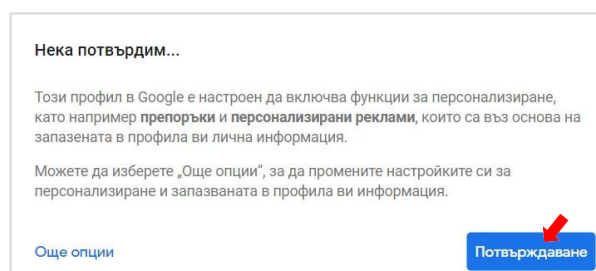 Нека потвърдим...
Този профил в Google е настроен да включва функции за персонализиране,
като например препоръки и персонализирани реклами, които са въз основа на
запазената в профила ви лична информация.
Можете да изберете „Още опции“, за да промените настройките си за
персонализиране и запазваната в профила ви информация.
Още опции
Потвърждаване